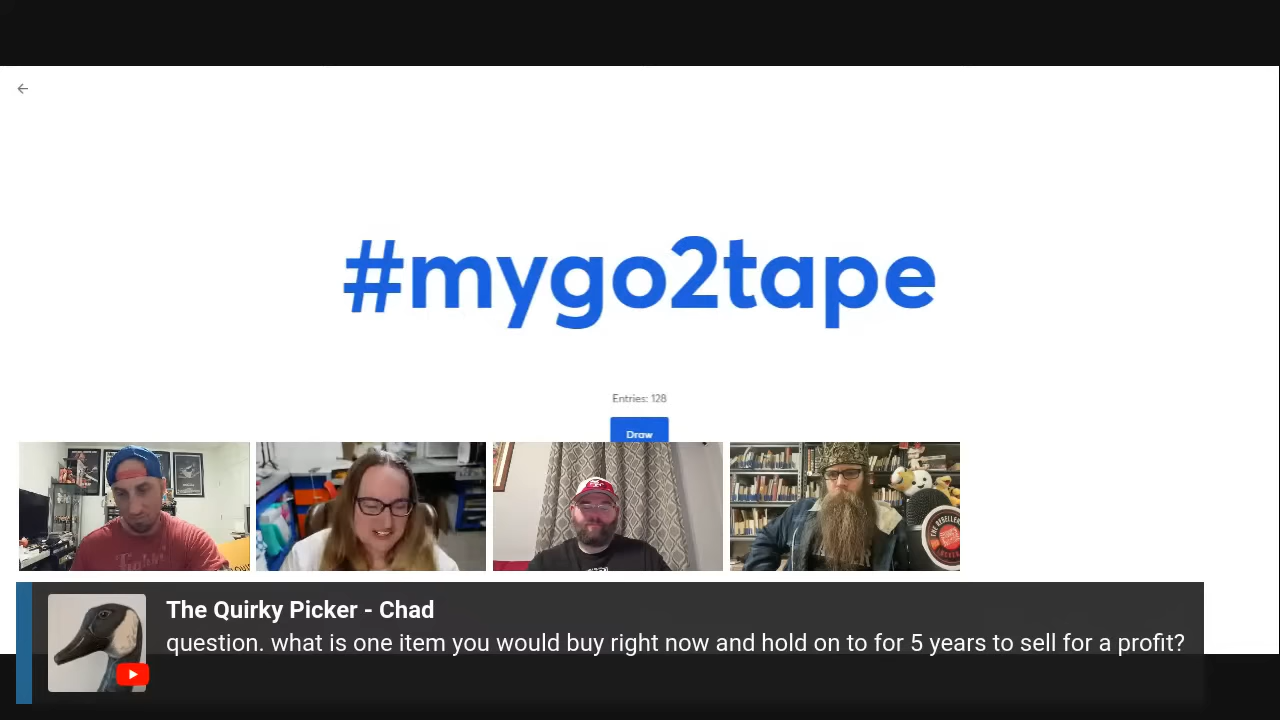 #mygo2tape
Entries: 128
Draw
The Quirky Picker - Chad
question. what is one item you would buy right now and hold on to for 5 years to sell for a profit?